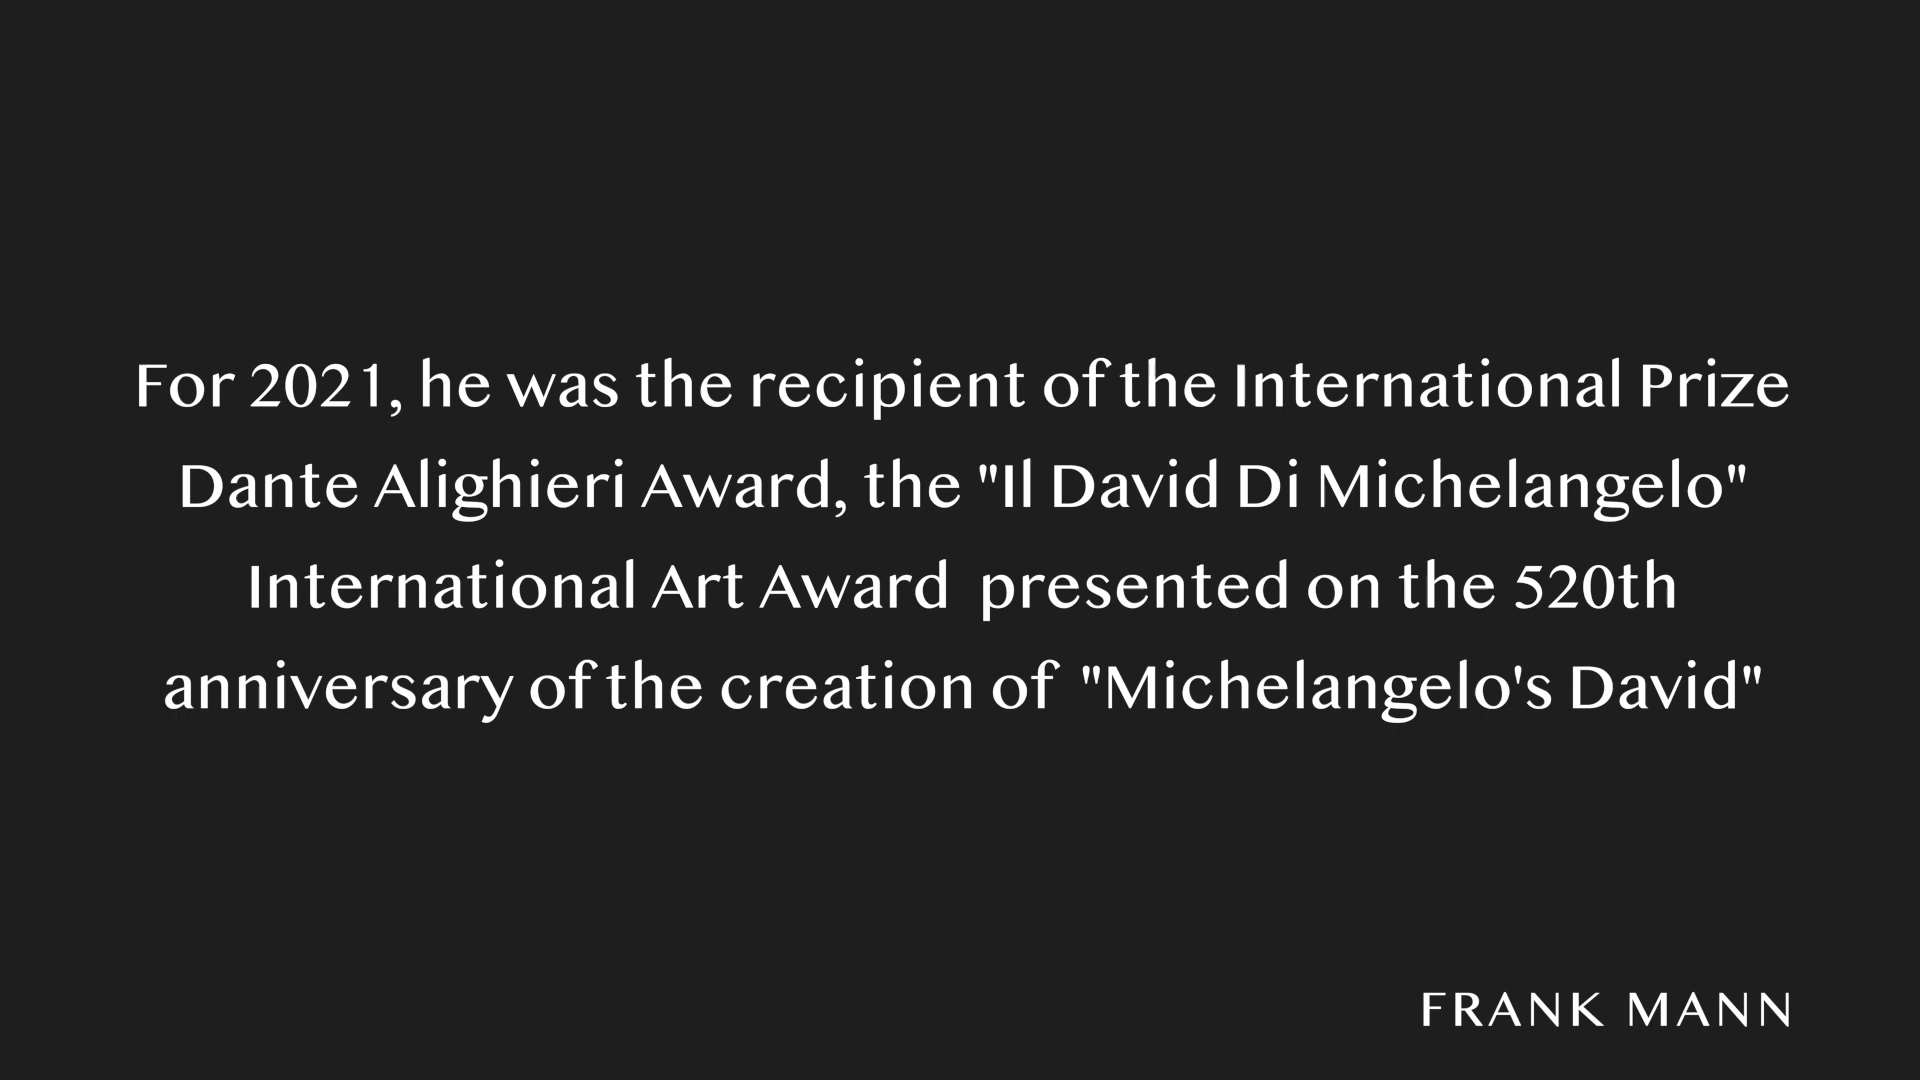 For 2021, he was the recipient of the International Prize
Dante Alighieri Award, the "Il David Di Michelangelo"
International Art Award  presented on the 520th
anniversary of the creation of  "Michelangelo's David"
FRANK MANN